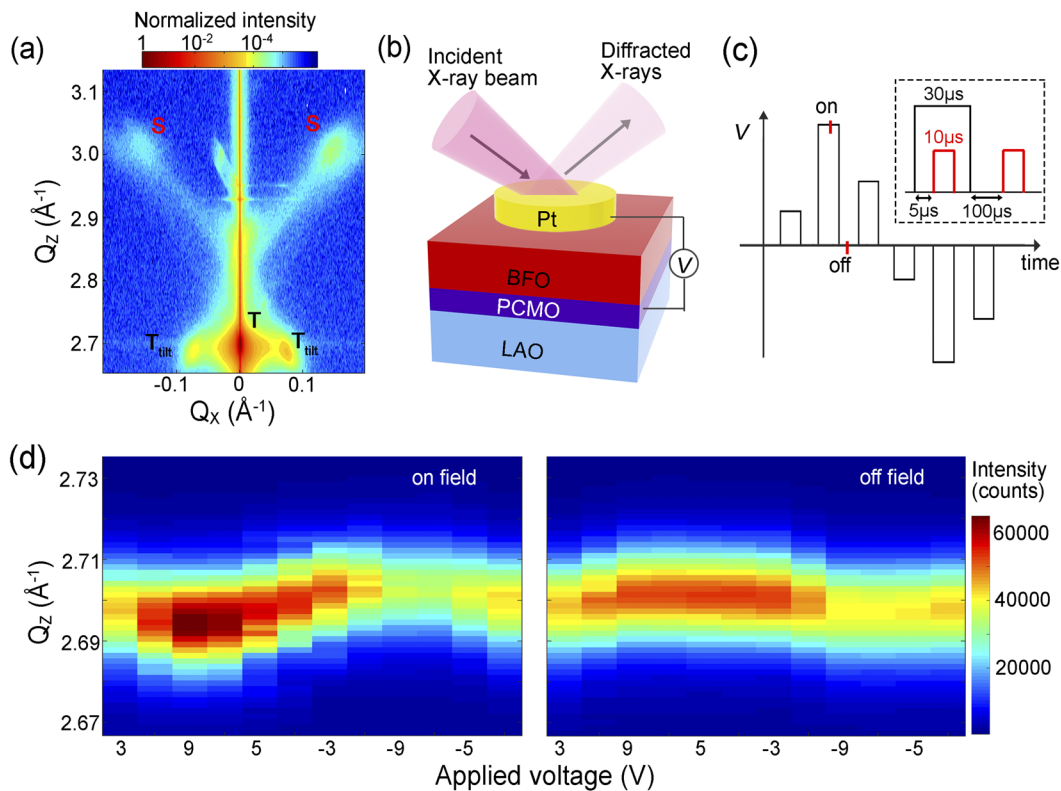 (a)
Normalized intensity
1 10⁻² 10⁻⁴
S S
T
T_tilt T_tilt
3.1
3.0
2.9
2.8
2.7
Q_Z (Å⁻¹)
-0.1 0 0.1
Q_X (Å⁻¹)
(b)
Incident
X-ray beam
Diffracted
X-rays
Pt
BFO
PCMO
LAO
V
(c)
V
on
off
time
30μs
10μs
5μs
100μs
(d)
on field
off field
2.73
2.71
2.69
2.67
Q_Z (Å⁻¹)
3 9 5 -3 -9 -5
3 9 5 -3 -9 -5
Applied voltage (V)
Intensity
(counts)
60000
40000
20000